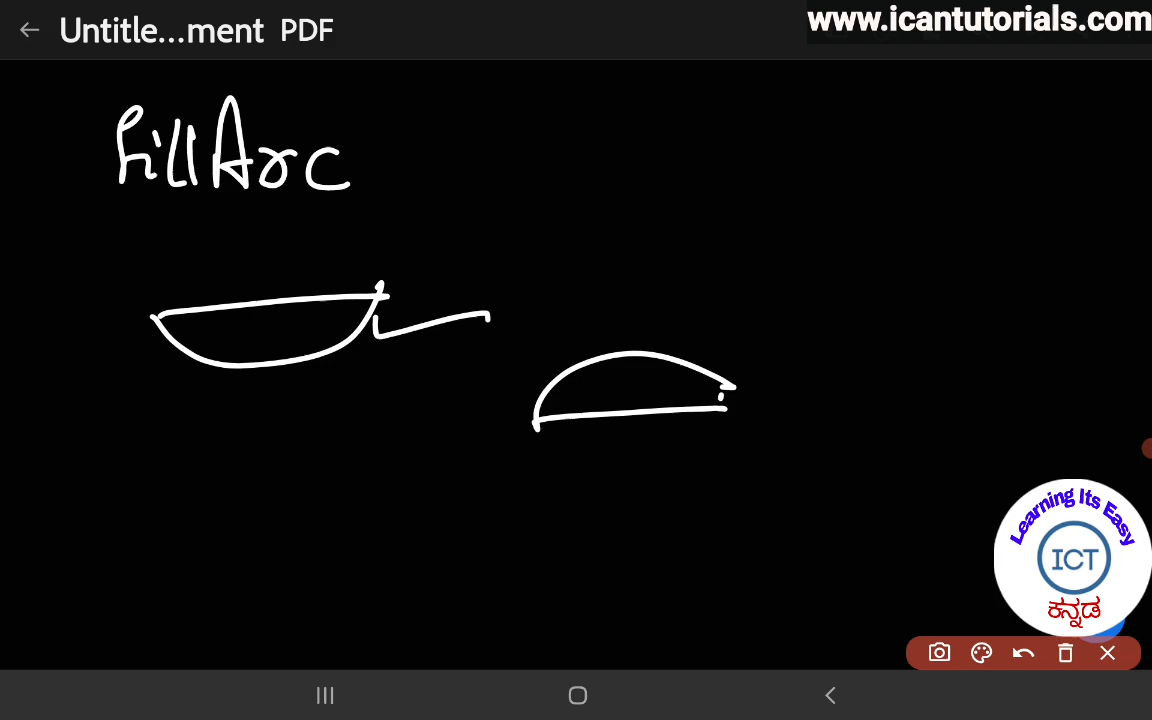 Untitle...ment PDF
www.icantutorials.com
fillArc
Learning Its Easy
ICT
ಕನ್ನಡ